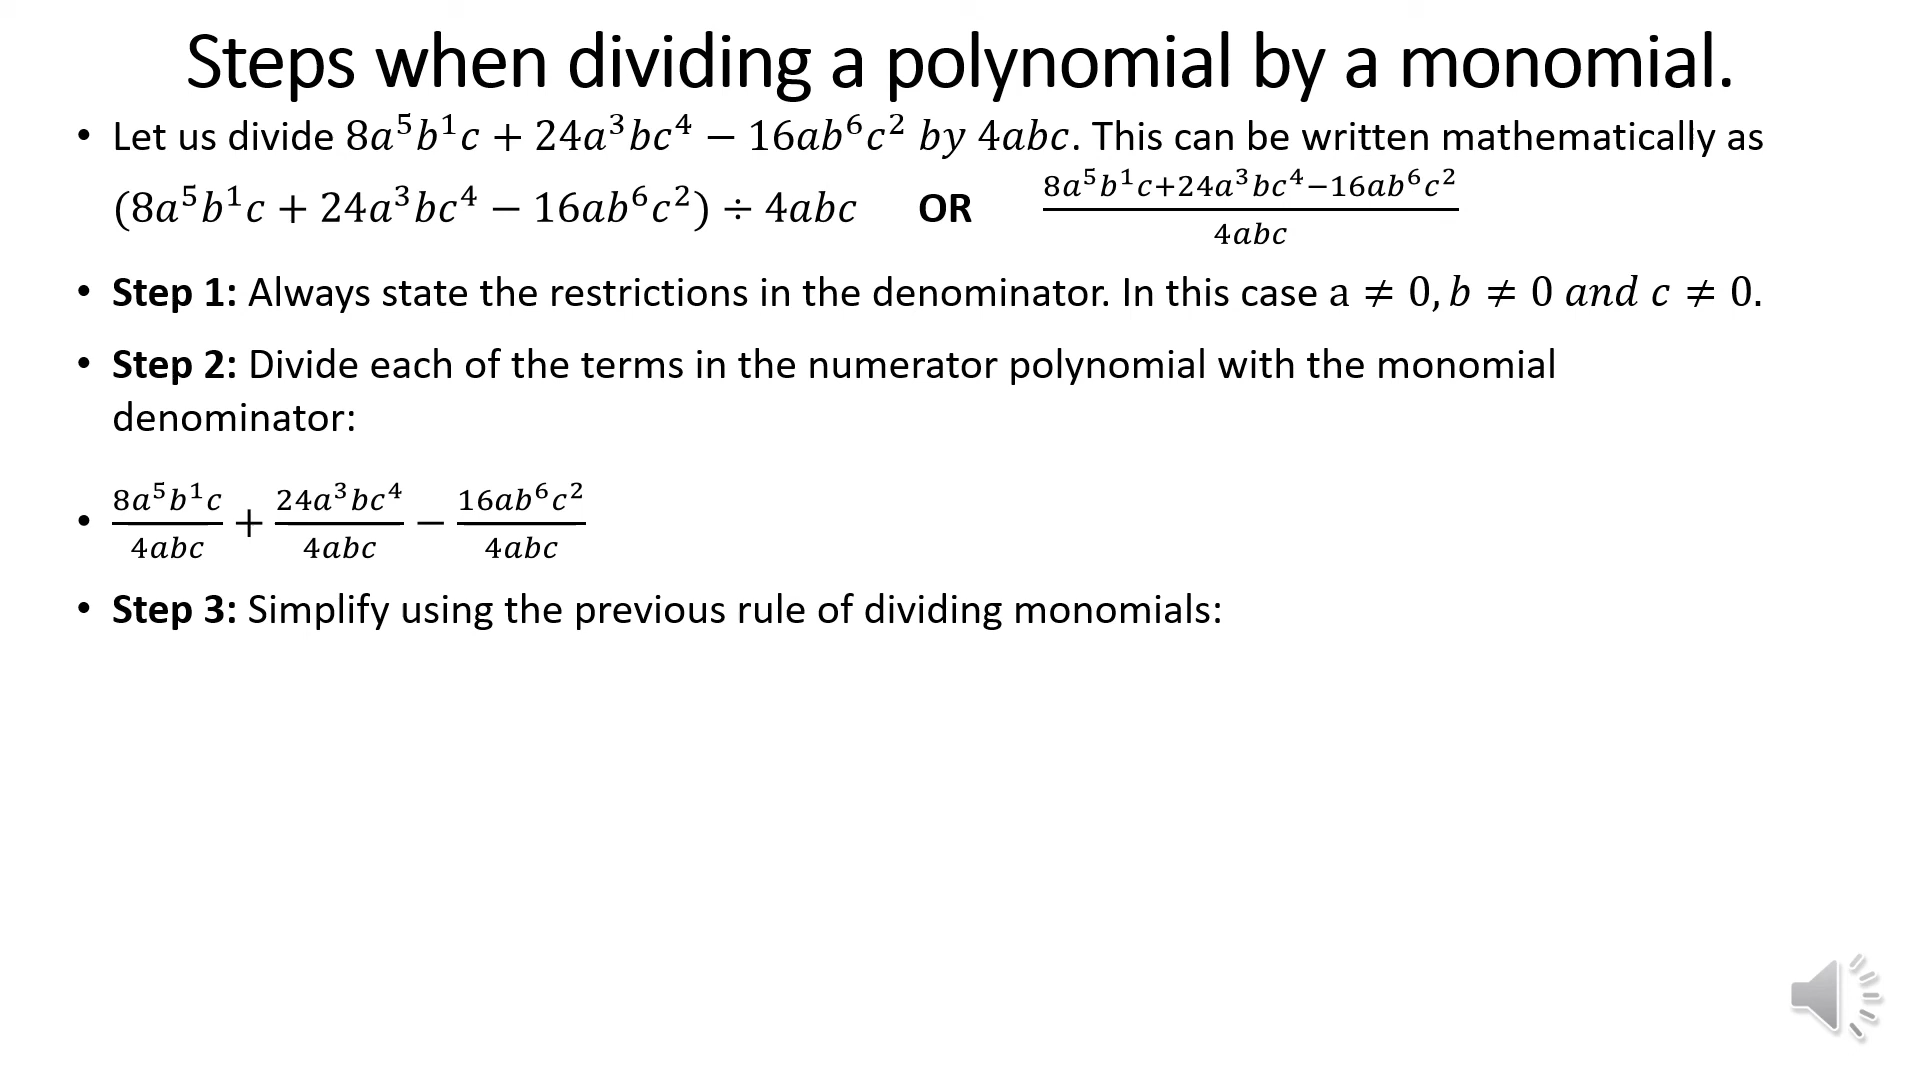 Steps when dividing a polynomial by a monomial.
• Let us divide 8a⁵b¹c + 24a³bc⁴ − 16ab⁶c² by 4abc. This can be written mathematically as
(8a⁵b¹c + 24a³bc⁴ − 16ab⁶c²) ÷ 4abc OR (8a⁵b¹c+24a³bc⁴−16ab⁶c²)/(4abc)
• Step 1: Always state the restrictions in the denominator. In this case a ≠ 0, b ≠ 0 and c ≠ 0.
• Step 2: Divide each of the terms in the numerator polynomial with the monomial
denominator:
• (8a⁵b¹c)/(4abc) + (24a³bc⁴)/(4abc) − (16ab⁶c²)/(4abc)
• Step 3: Simplify using the previous rule of dividing monomials: